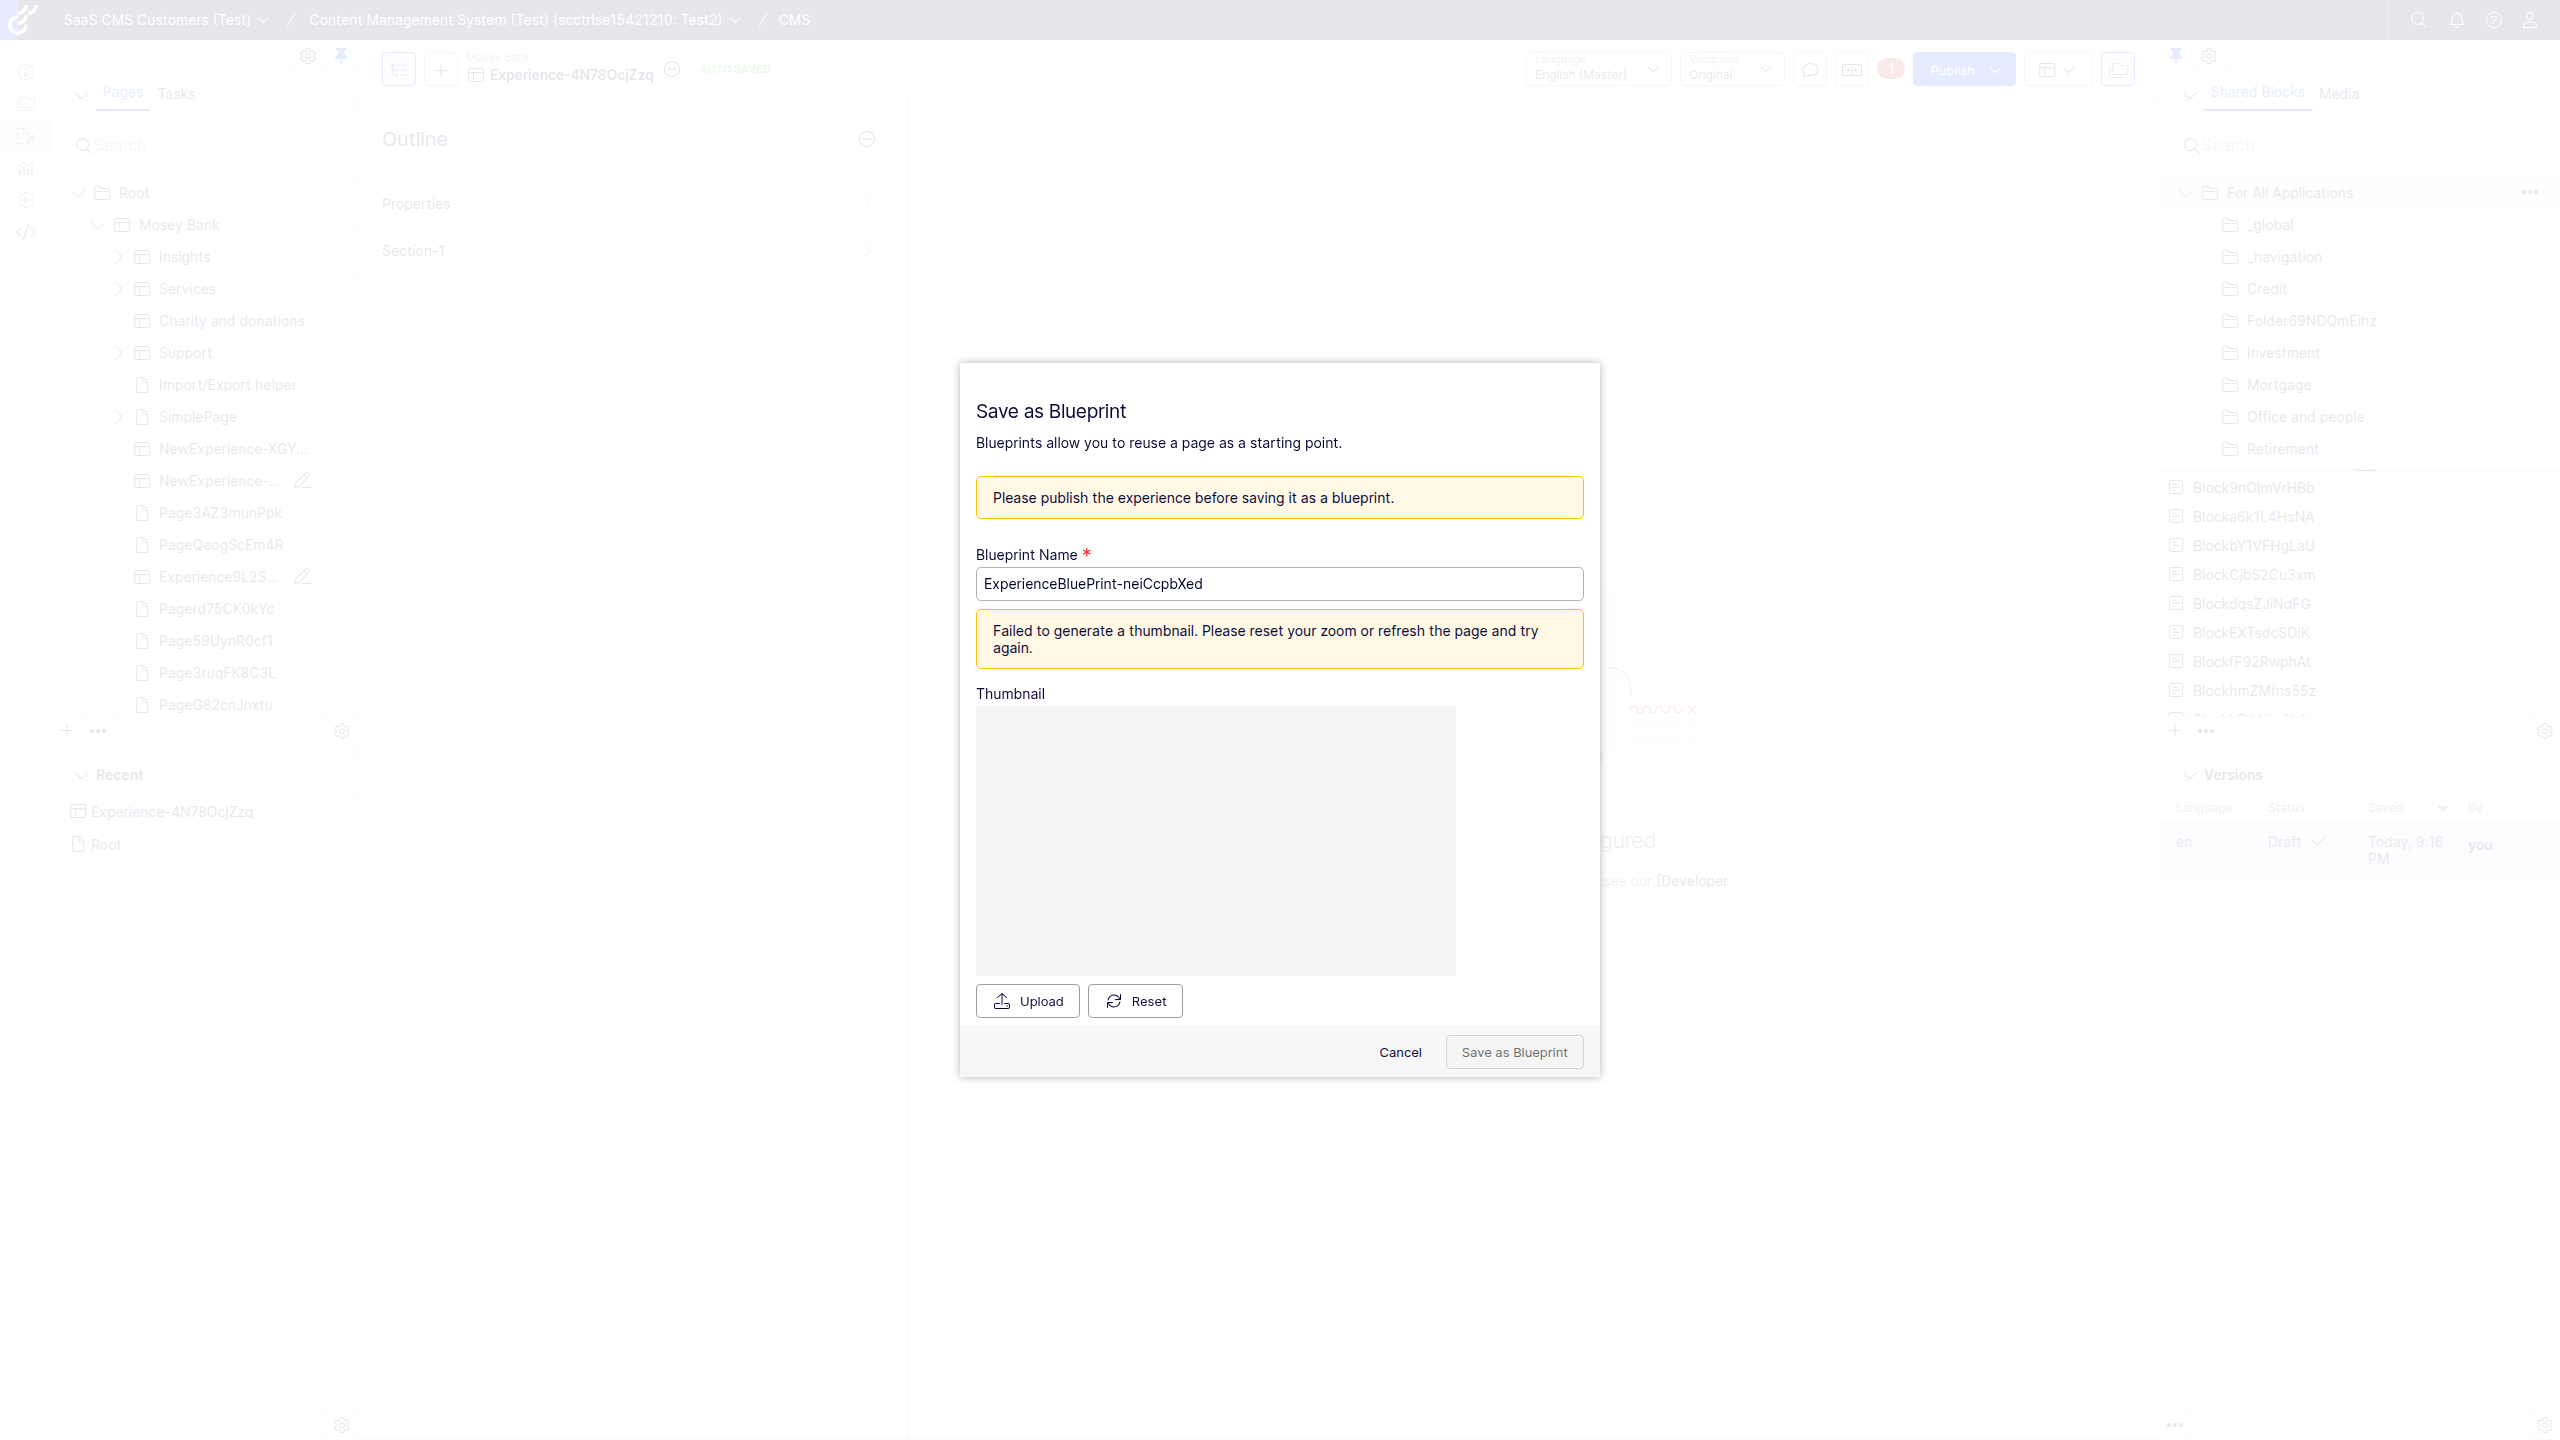 SaaS CMS Customers (Test) / Content Management System (Test) (scctrlse15421210: Test2) / CMS
Pages Tasks
Search
Root
Mosey Bank
Insights
Services
Charity and donations
Support
Import/Export helper
SimplePage
NewExperience-XGY...
NewExperience-...
Page3AZ3munPpk
PageQeogScEm4R
Experience9L2S...
Pagerd75CK0kYc
Page59UynR0cf1
Page3ruqFK8C3L
PageG82cnJnxtu
Recent
Experience-4N78OcjZzq
Root
Mosey Bank
Experience-4N78OcjZzq
AUTO SAVED
Language
English (Master)
Variations
Original
1
Publish
Outline
Properties
Section-1
Save as Blueprint
Blueprints allow you to reuse a page as a starting point.
Please publish the experience before saving it as a blueprint.
Blueprint Name *
ExperienceBluePrint-neiCcpbXed
Failed to generate a thumbnail. Please reset your zoom or refresh the page and try
again.
Thumbnail
Upload Reset
Cancel Save as Blueprint
gured
see our [Developer
Shared Blocks Media
Search
For All Applications
_global
_navigation
Credit
Folder69NDQmEihz
Investment
Mortgage
Office and people
Retirement
Block9nOlmVrHBb
Blocka6k1L4HsNA
BlockbY1VFHgLaU
BlockCjbS2Cu3xm
BlockdqsZJiNdFG
BlockEXTsdcSDiK
BlockfF92RwphAt
BlockhmZMfns55z
Versions
Language Status Saved By
en Draft Today, 9:16 you
PM